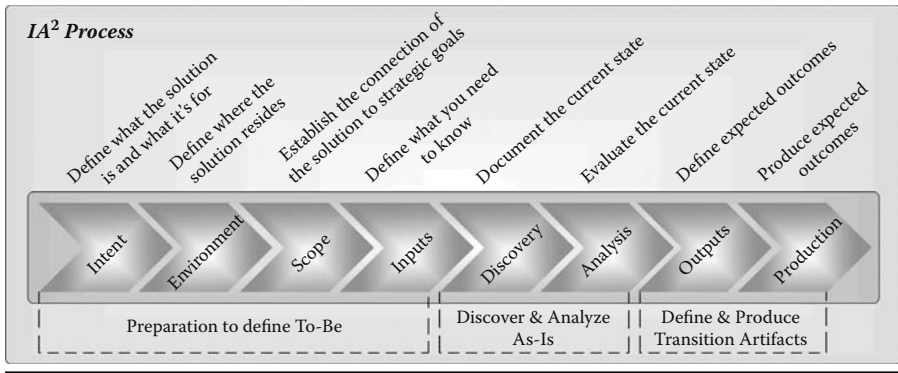 IA² Process
Define what the solution
is and what it's for
Define where the
solution resides
Establish the connection of
the solution to strategic goals
Define what you need
to know
Document the current state
Evaluate the current state
Define expected outcomes
Produce expected
outcomes
Intent
Environment
Scope
Inputs
Discovery
Analysis
Outputs
Production
Preparation to define To-Be
Discover & Analyze
As-Is
Define & Produce
Transition Artifacts